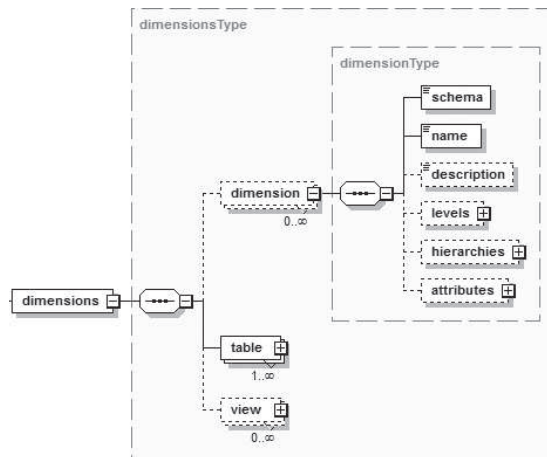 dimensionsType
dimensionType
schema
name
description
dimension
0..∞
levels
hierarchies
attributes
dimensions
table
1..∞
view
0..∞